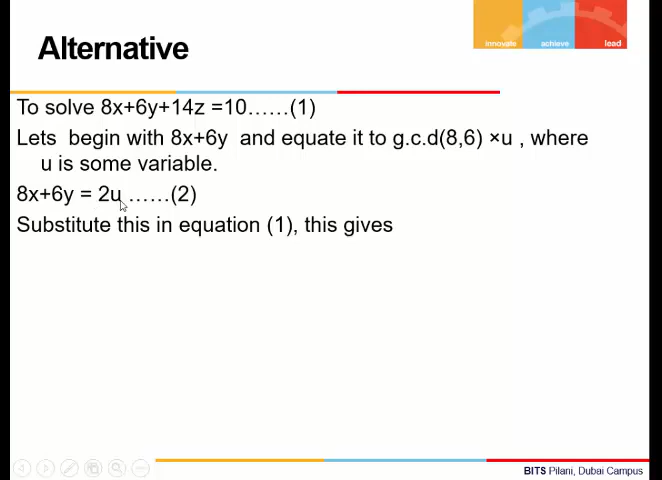 innovate achieve lead
Alternative
To solve 8x+6y+14z =10……(1)
Lets begin with 8x+6y and equate it to g.c.d(8,6) ×u , where
u is some variable.
8x+6y = 2u ……(2)
Substitute this in equation (1), this gives
BITS Pilani, Dubai Campus